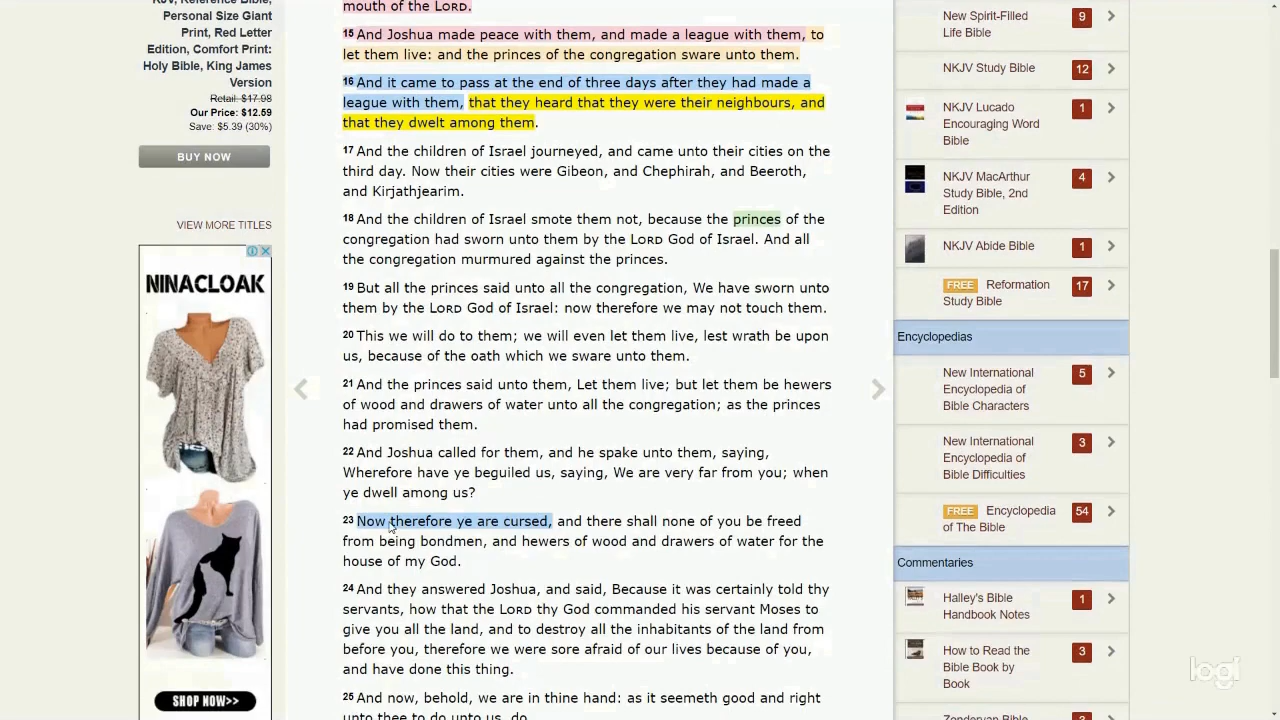 KJV, Reference Bible,
Personal Size Giant
Print, Red Letter
Edition, Comfort Print:
Holy Bible, King James
Version
Retail: $17.98
Our Price: $12.59
Save: $5.39 (30%)
BUY NOW
VIEW MORE TITLES
NINACLOAK
SHOP NOW>>
mouth of the LORD.
15 And Joshua made peace with them, and made a league with them, to
let them live: and the princes of the congregation sware unto them.
16 And it came to pass at the end of three days after they had made a
league with them, that they heard that they were their neighbours, and
that they dwelt among them.
17 And the children of Israel journeyed, and came unto their cities on the
third day. Now their cities were Gibeon, and Chephirah, and Beeroth,
and Kirjathjearim.
18 And the children of Israel smote them not, because the princes of the
congregation had sworn unto them by the LORD God of Israel. And all
the congregation murmured against the princes.
19 But all the princes said unto all the congregation, We have sworn unto
them by the LORD God of Israel: now therefore we may not touch them.
20 This we will do to them; we will even let them live, lest wrath be upon
us, because of the oath which we sware unto them.
21 And the princes said unto them, Let them live; but let them be hewers
of wood and drawers of water unto all the congregation; as the princes
had promised them.
22 And Joshua called for them, and he spake unto them, saying,
Wherefore have ye beguiled us, saying, We are very far from you; when
ye dwell among us?
23 Now therefore ye are cursed, and there shall none of you be freed
from being bondmen, and hewers of wood and drawers of water for the
house of my God.
24 And they answered Joshua, and said, Because it was certainly told thy
servants, how that the LORD thy God commanded his servant Moses to
give you all the land, and to destroy all the inhabitants of the land from
before you, therefore we were sore afraid of our lives because of you,
and have done this thing.
25 And now, behold, we are in thine hand: as it seemeth good and right
unto thee to do unto us, do.
New Spirit-Filled 9
Life Bible
NKJV Study Bible 12
NKJV Lucado 1
Encouraging Word
Bible
NKJV MacArthur 4
Study Bible, 2nd
Edition
NKJV Abide Bible 1
FREE Reformation 17
Study Bible
Encyclopedias
New International 5
Encyclopedia of
Bible Characters
New International 3
Encyclopedia of
Bible Difficulties
FREE Encyclopedia 54
of The Bible
Commentaries
Halley's Bible 1
Handbook Notes
How to Read the 3
Bible Book by
Book
Zondervan Bible 3
logi